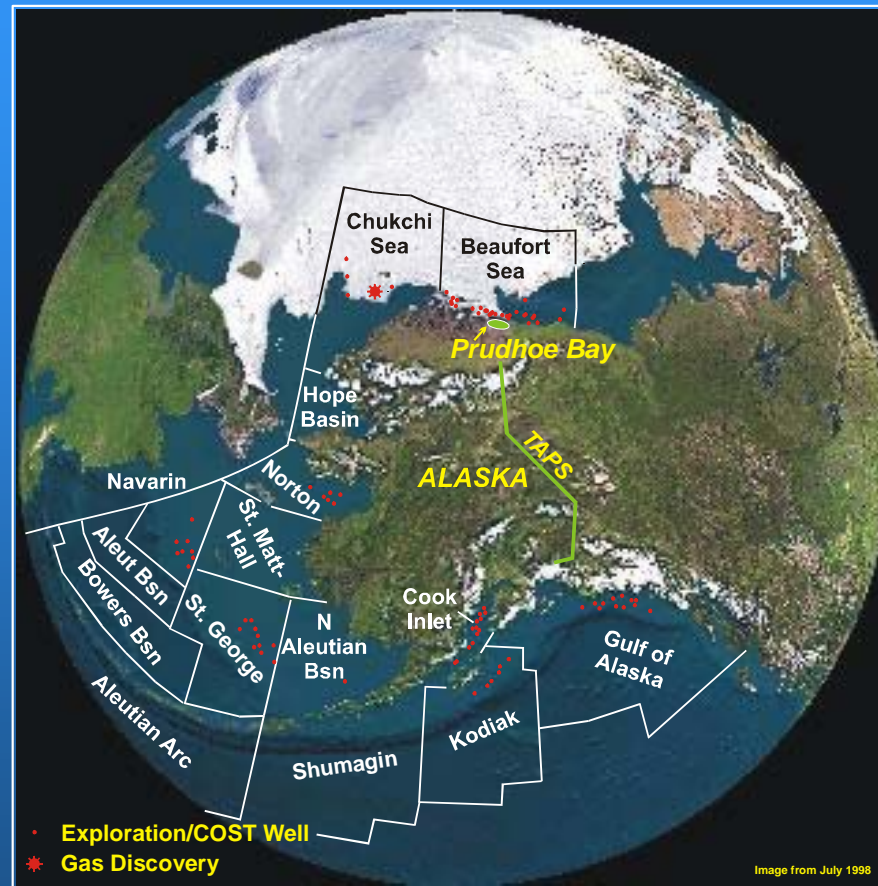 Chukchi
Sea
Beaufort
Sea
Prudhoe Bay
Hope
Basin
TAPS
ALASKA
Navarin
Norton
St. Matt-
Hall
Aleut Bsn
Bowers Bsn
St. George
N
Aleutian
Bsn
Cook
Inlet
Gulf of
Alaska
Aleutian Arc
Shumagin
Kodiak
Exploration/COST Well
Gas Discovery
Image from July 1998